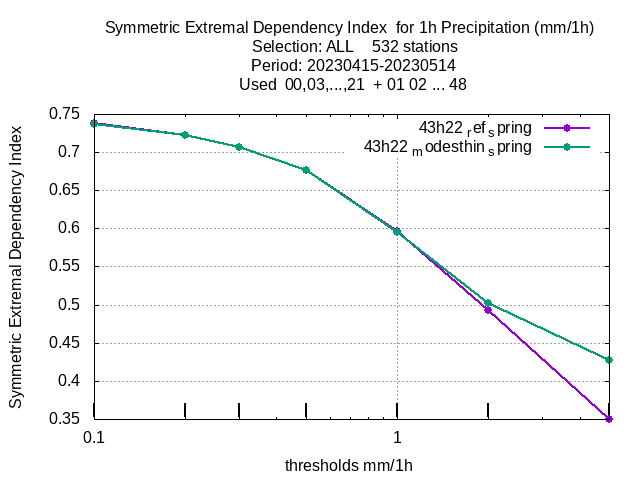 Symmetric Extremal Dependency Index  for 1h Precipitation (mm/1h)
Selection: ALL    532 stations
Period: 20230415-20230514
Used  00,03,...,21  + 01 02 ... 48
43h22 ref spring
43h22 modesthin spring
Symmetric Extremal Dependency Index
0.75
0.7
0.65
0.6
0.55
0.5
0.45
0.4
0.35
0.1
1
thresholds mm/1h